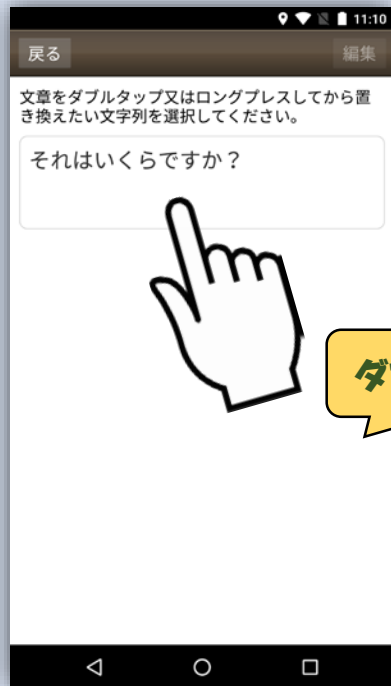 11:10
戻る 編集
文章をダブルタップ又はロングプレスしてから置
き換えたい文字列を選択してください。
それはいくらですか？